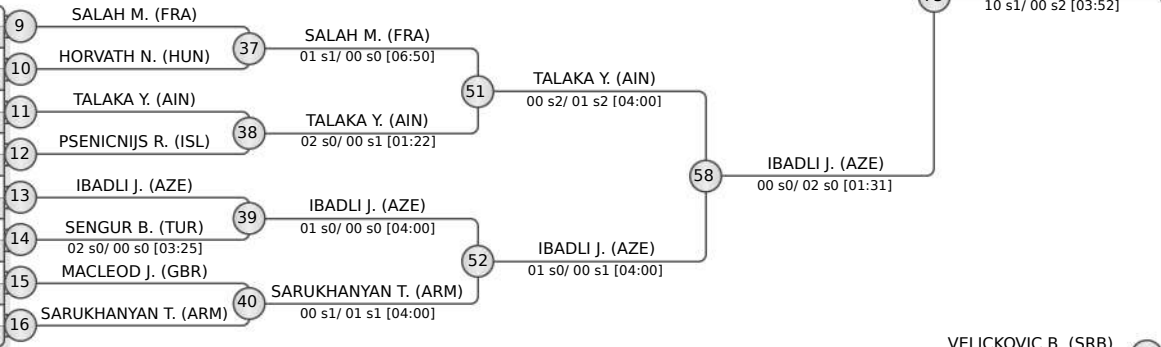 10 s1/ 00 s2 [03:52]
9
SALAH M. (FRA)
37
SALAH M. (FRA)
01 s1/ 00 s0 [06:50]
10
HORVATH N. (HUN)
51
TALAKA Y. (AIN)
00 s2/ 01 s2 [04:00]
11
TALAKA Y. (AIN)
38
TALAKA Y. (AIN)
02 s0/ 00 s1 [01:22]
12
PSENICNIJS R. (ISL)
58
IBADLI J. (AZE)
00 s0/ 02 s0 [01:31]
13
IBADLI J. (AZE)
39
IBADLI J. (AZE)
01 s0/ 00 s0 [04:00]
14
SENGUR B. (TUR)
02 s0/ 00 s0 [03:25]
52
IBADLI J. (AZE)
01 s0/ 00 s1 [04:00]
15
MACLEOD J. (GBR)
40
SARUKHANYAN T. (ARM)
00 s1/ 01 s1 [04:00]
16
SARUKHANYAN T. (ARM)
VELICKOVIC B. (SRB)